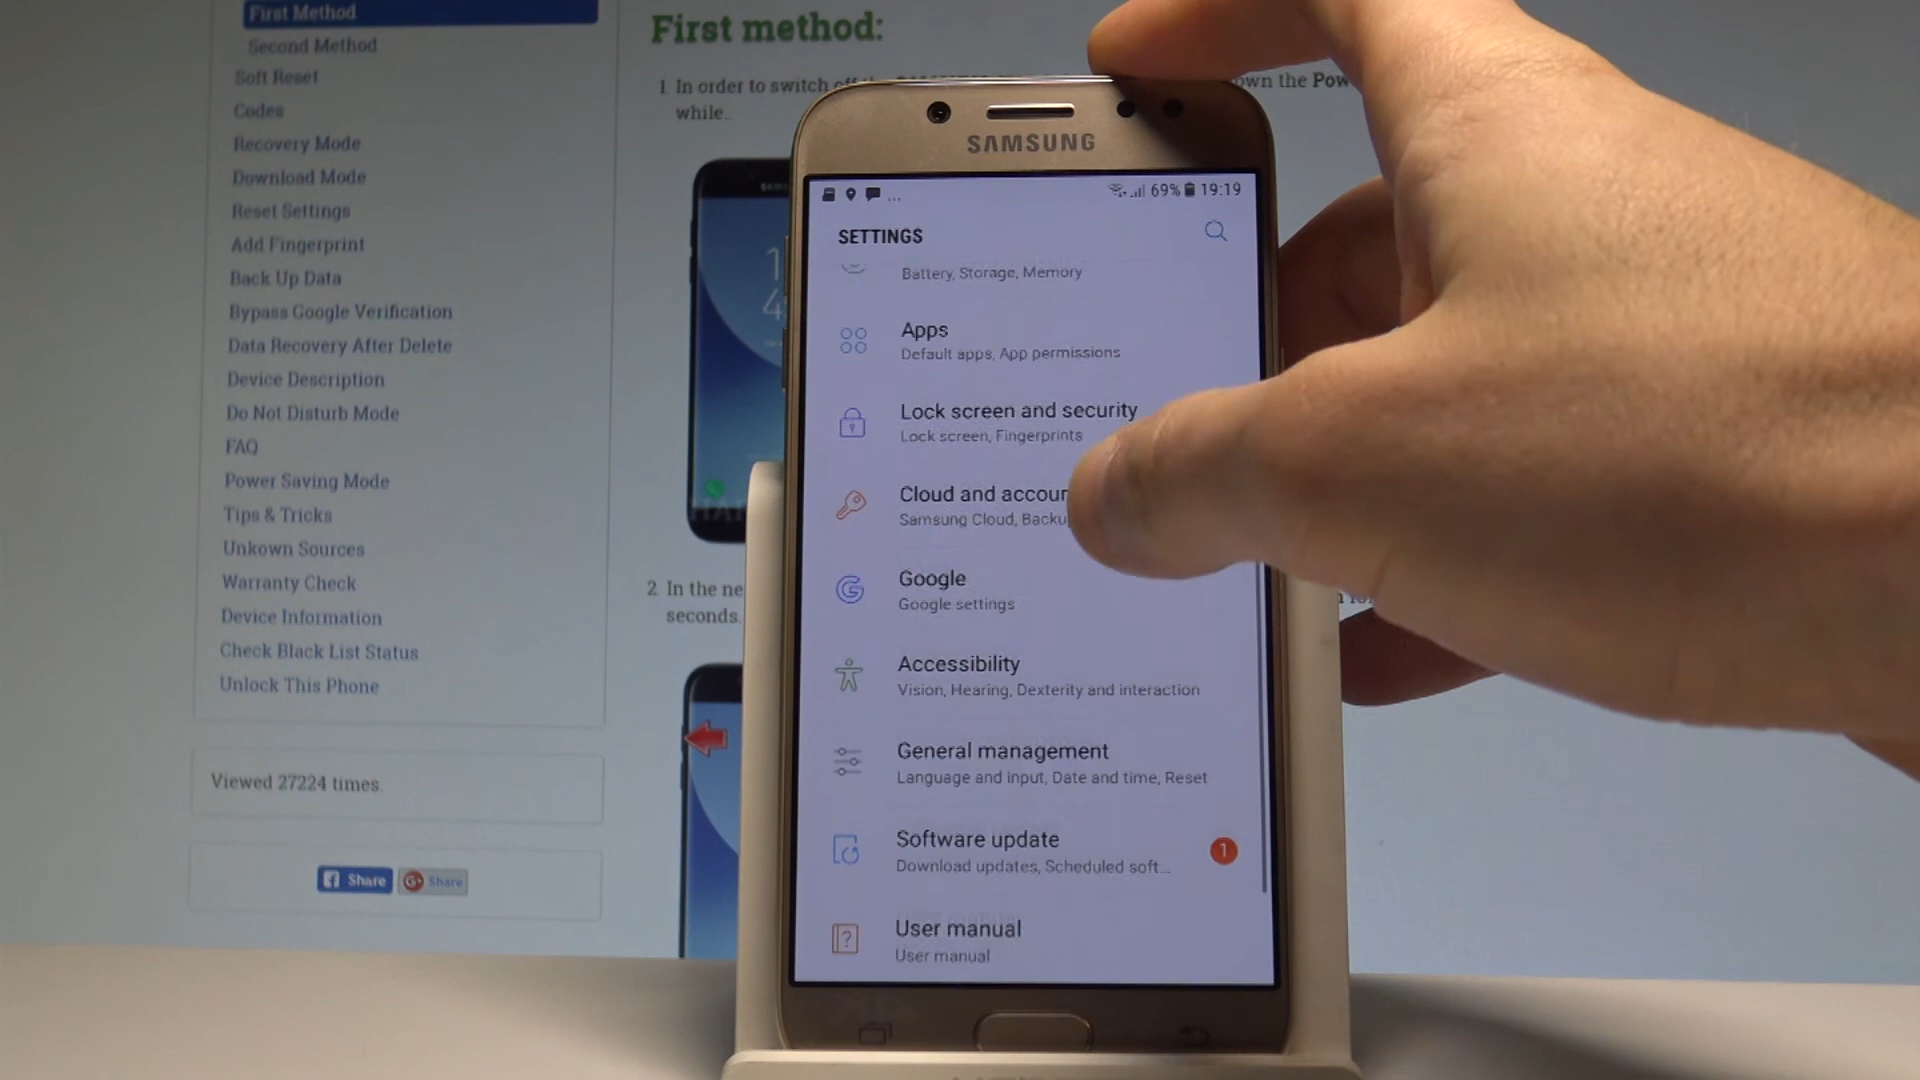 First Method
Second Method
Soft Reset
Codes
Recovery Mode
Download Mode
Reset Settings
Add Fingerprint
Back Up Data
Bypass Google Verification
Data Recovery After Delete
Device Description
Do Not Disturb Mode
FAQ
Power Saving Mode
Tips & Tricks
Unkown Sources
Warranty Check
Device Information
Check Black List Status
Unlock This Phone
Viewed 27224 times.
Share
Share
First method:
1. In order to switch
while..
2. In the
seconds.
SAMSUNG
... 69% 19:19
SETTINGS
Battery, Storage, Memory
Apps
Default apps, App permissions
Lock screen and security
Lock screen, Fingerprints
Cloud and
Samsung Cloud,
Google
Google settings
Accessibility
Vision, Hearing, Dexterity and interaction
General management
Language and input, Date and time, Reset
Software update
Download updates, Scheduled soft...
1
User manual
User manual